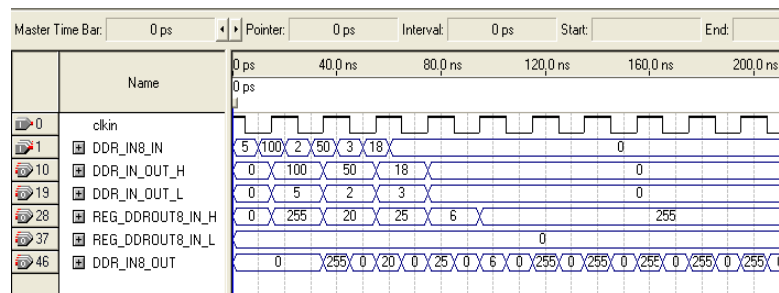 Master Time Bar: 0 ps Pointer: 0 ps Interval: 0 ps Start: End:
Name
0 ps 40.0 ns 80.0 ns 120.0 ns 160.0 ns 200.0 ns
0 ps
0 clkin
1 DDR_IN8_IN 5 100 2 50 3 18 0
10 DDR_IN_OUT_H 0 100 50 18 0
19 DDR_IN_OUT_L 0 5 2 3 0
28 REG_DDROUT8_IN_H 0 255 20 25 6 255
37 REG_DDROUT8_IN_L 0
46 DDR_IN8_OUT 0 255 0 20 0 25 0 6 0 255 0 255 0 255 0 255 0 255